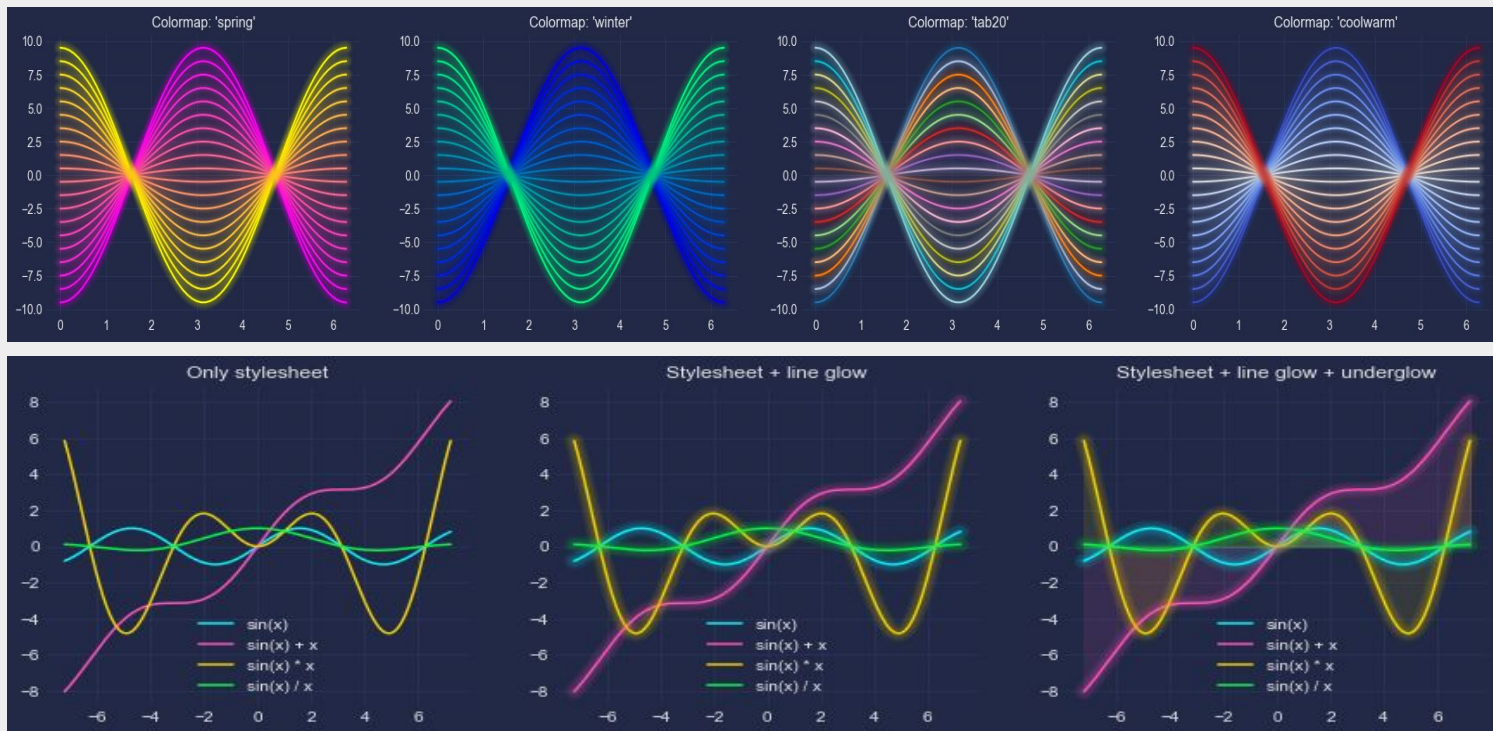 Colormap: 'spring'
10.0
7.5
5.0
2.5
0.0
−2.5
−5.0
−7.5
−10.0
0 1 2 3 4 5 6
Colormap: 'winter'
10.0
7.5
5.0
2.5
0.0
−2.5
−5.0
−7.5
−10.0
0 1 2 3 4 5 6
Colormap: 'tab20'
10.0
7.5
5.0
2.5
0.0
−2.5
−5.0
−7.5
−10.0
0 1 2 3 4 5 6
Colormap: 'coolwarm'
10.0
7.5
5.0
2.5
0.0
−2.5
−5.0
−7.5
−10.0
0 1 2 3 4 5 6
Only stylesheet
8
6
4
2
0
−2
−4
−6
−8
sin(x)
sin(x) + x
sin(x) * x
sin(x) / x
−6 −4 −2 0 2 4 6
Stylesheet + line glow
8
6
4
2
0
−2
−4
−6
−8
sin(x)
sin(x) + x
sin(x) * x
sin(x) / x
−6 −4 −2 0 2 4 6
Stylesheet + line glow + underglow
8
6
4
2
0
−2
−4
−6
−8
sin(x)
sin(x) + x
sin(x) * x
sin(x) / x
−6 −4 −2 0 2 4 6